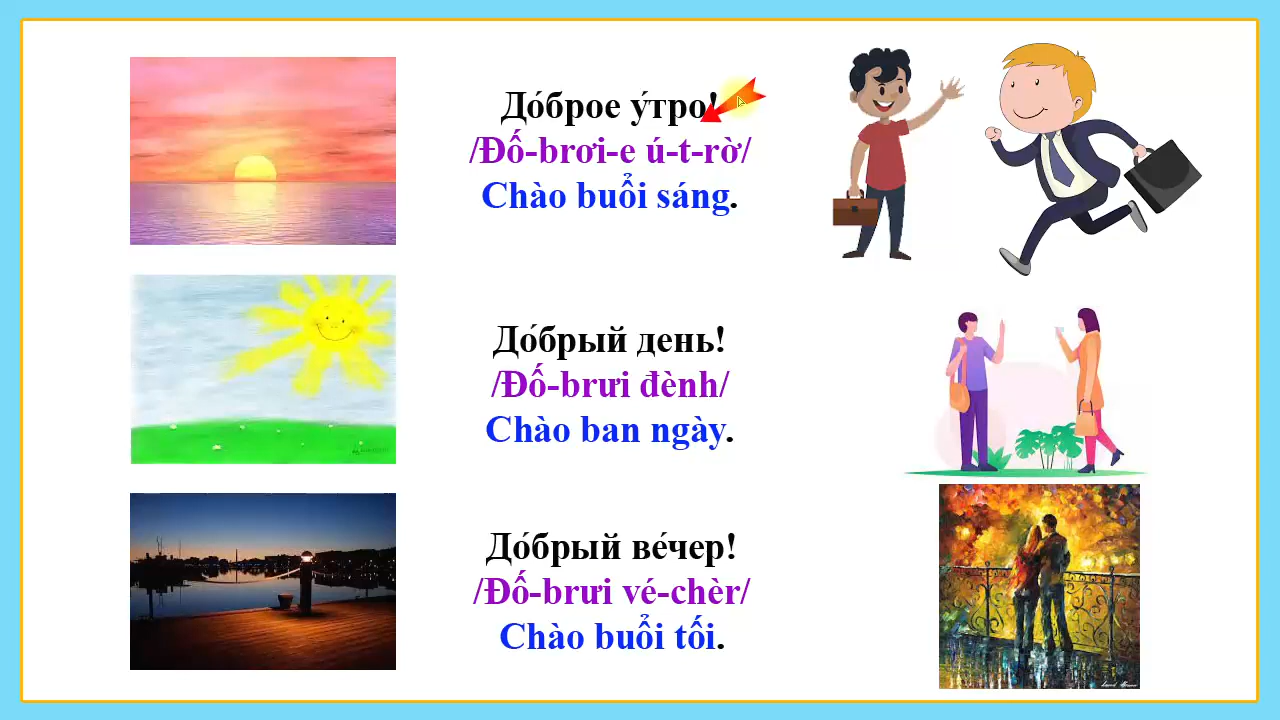 До́брое у́тро!
/Đố-brơi-e ú-t-rờ/
Chào buổi sáng.
До́брый день!
/Đố-brưi đành/
Chào ban ngày.
До́брый ве́чер!
/Đố-brưi vé-chèr/
Chào buổi tối.